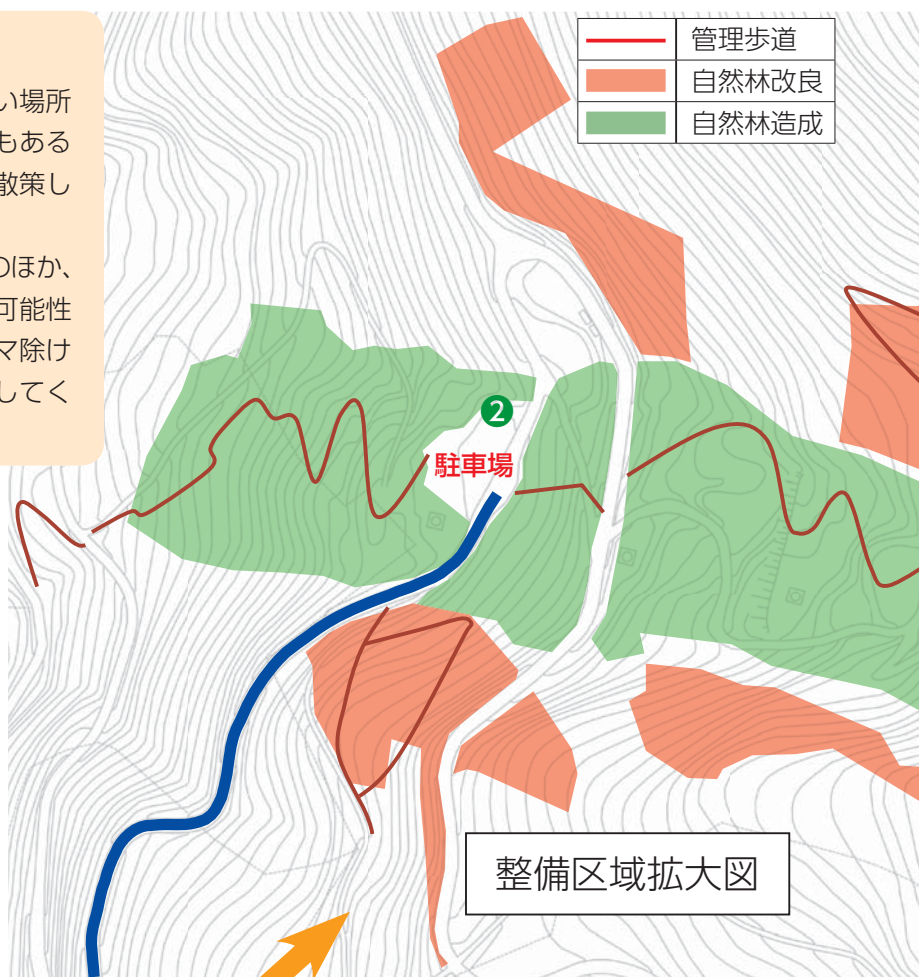 い場所
もある
散策し
のほか、
可能性
マ除け
してく
管理歩道
自然林改良
自然林造成
2
駐車場
整備区域拡大図